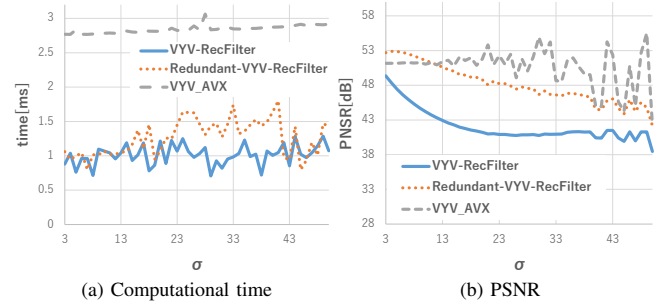 3
2.5
2
1.5
1
0.5
0
time[ms]
VYV-RecFilter
Redundant-VYV-RecFilter
VYV_AVX
3 13 23 33 43
σ
(a) Computational time
58
53
48
43
38
33
28
PNSR[dB]
VYV-RecFilter
Redundant-VYV-RecFilter
VYV_AVX
3 13 23 33 43
σ
(b) PSNR